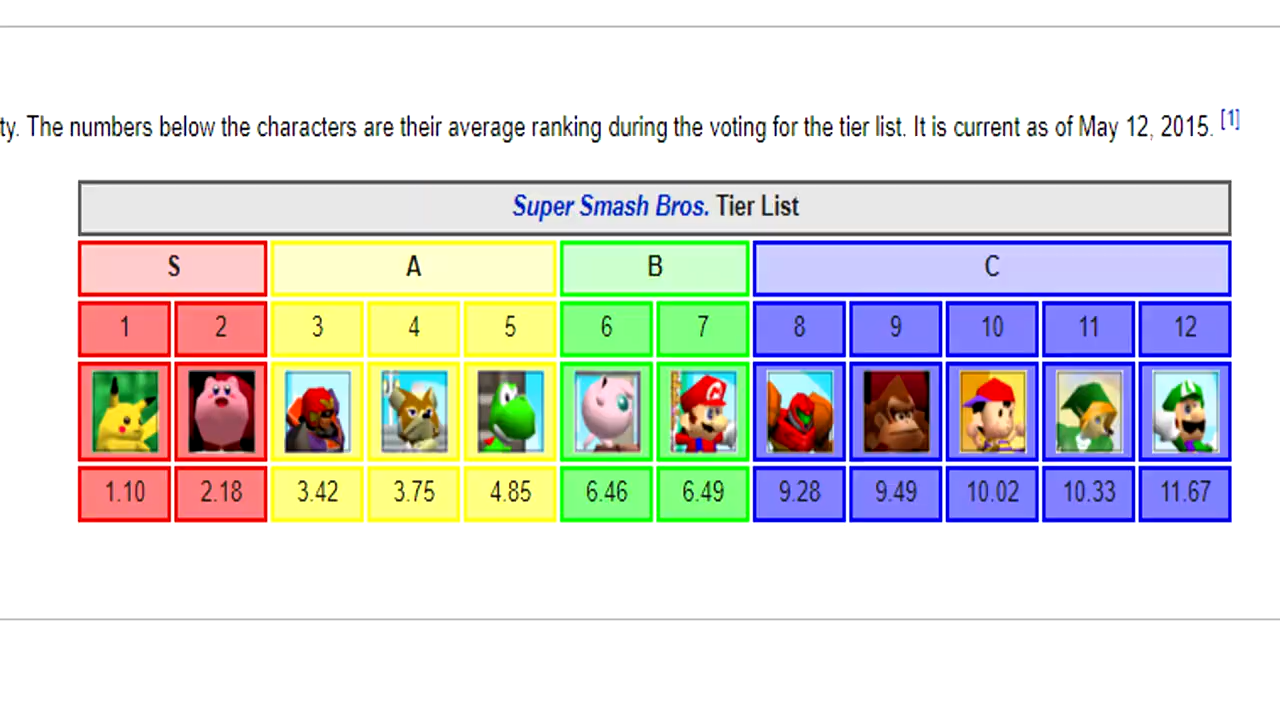 ty. The numbers below the characters are their average ranking during the voting for the tier list. It is current as of May 12, 2015. [1]
Super Smash Bros. Tier List
S A B C
1 2 3 4 5 6 7 8 9 10 11 12
1.10 2.18 3.42 3.75 4.85 6.46 6.49 9.28 9.49 10.02 10.33 11.67